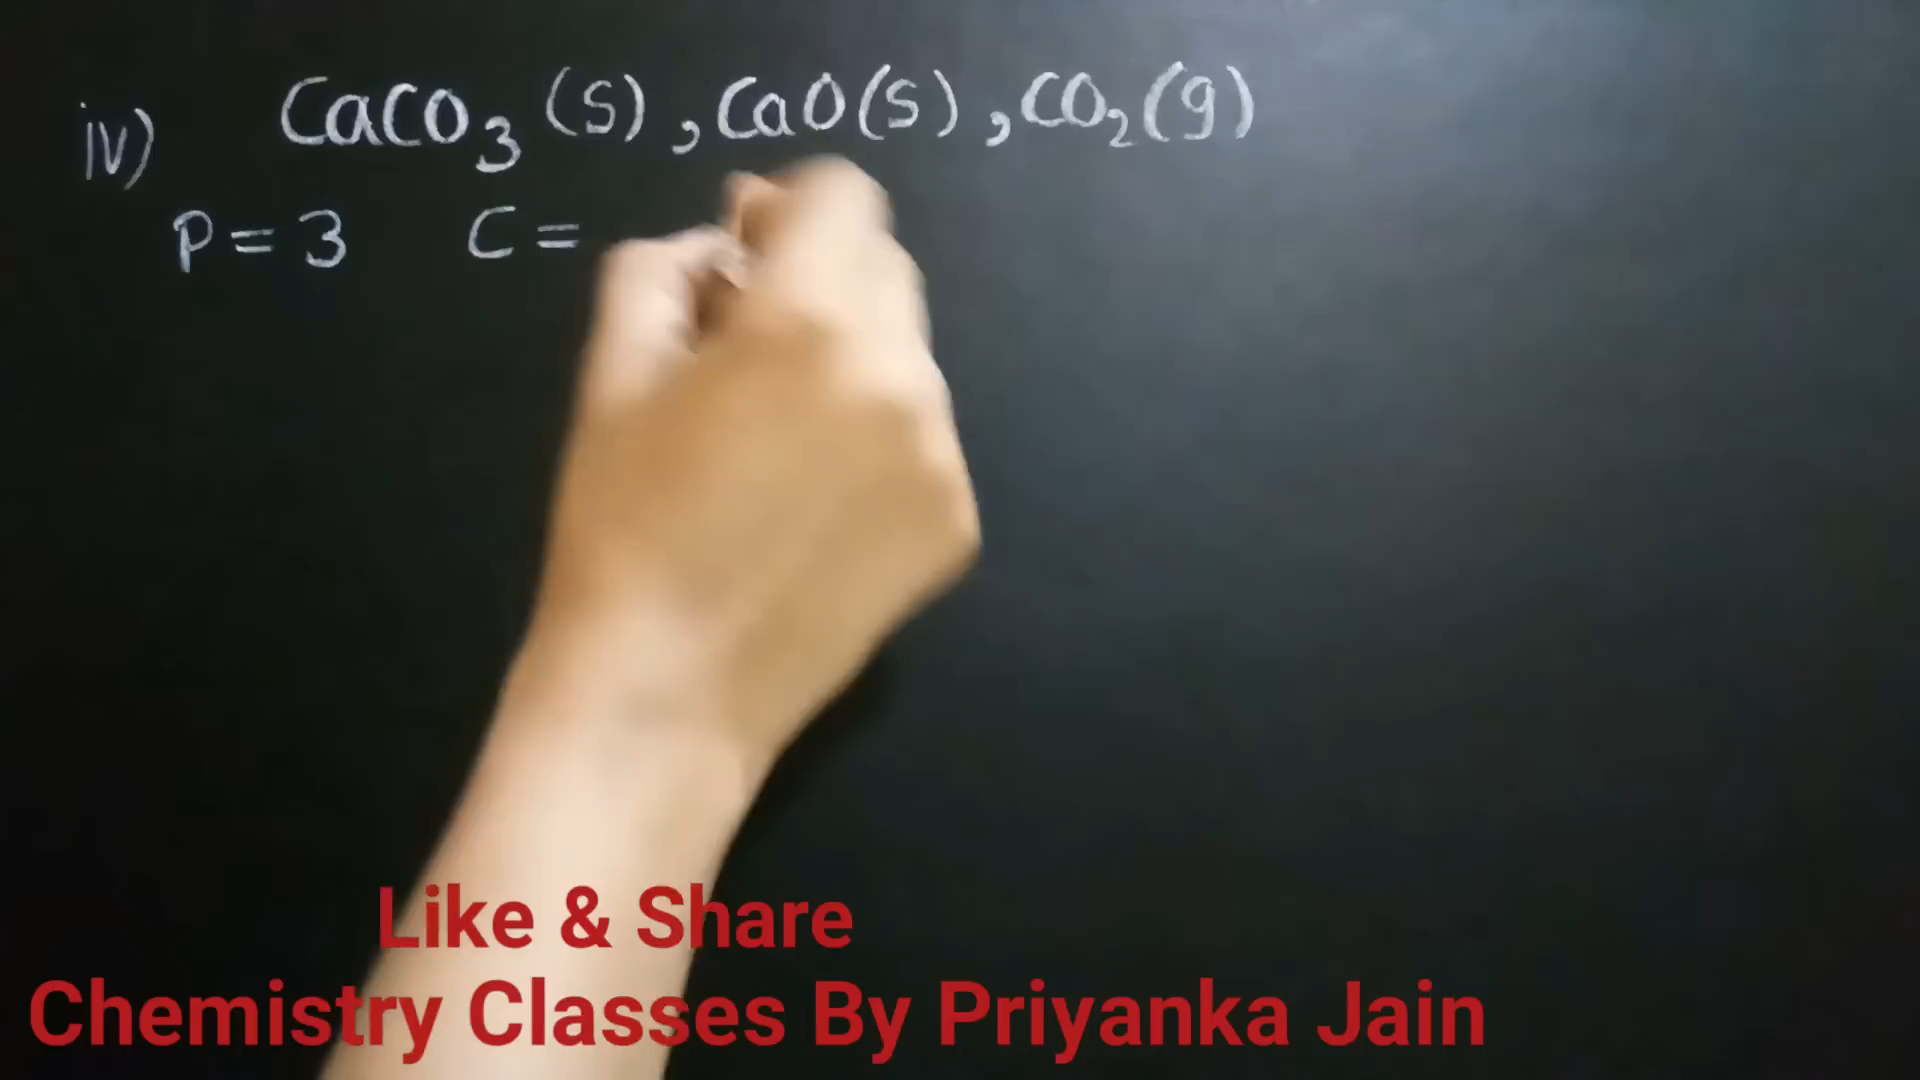 iv) CaCO₃ (s), CaO(s), CO₂(g)
P = 3 C =
Like & Share
Chemistry Classes By Priyanka Jain